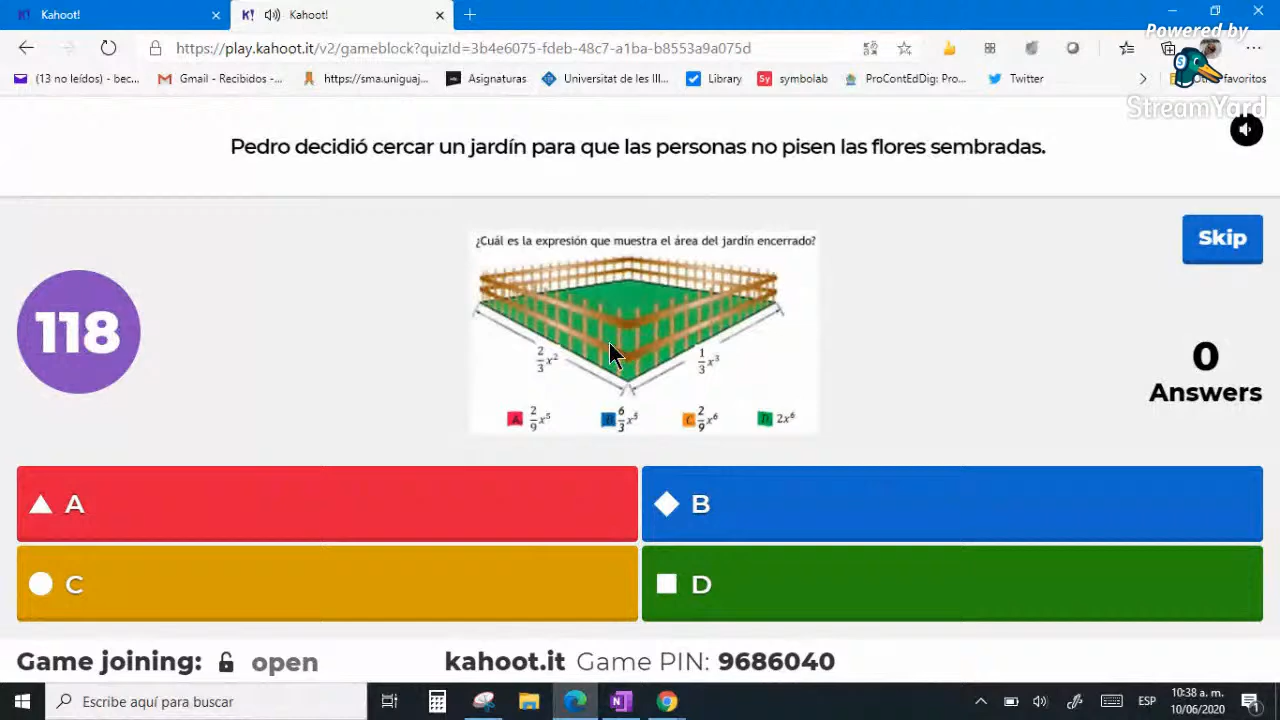 Kahoot!
Kahoot!
https://play.kahoot.it/v2/gameblock?quizId=3b4e6075-fdeb-48c7-a1ba-b8553a9a075d
Powered by
(13 no leídos) - bec...
Gmail - Recibidos -...
https://sma.uniguaj...
Asignaturas
Universitat de les Ill...
Library
Sy symbolab
ProContEdDig: Pro...
Twitter
favoritos
StreamYard
Pedro decidió cercar un jardín para que las personas no pisen las flores sembradas.
¿Cuál es la expresión que muestra el área del jardín encerrado?
Skip
118
2/3 x² 1/3 x³
0
Answers
A 2/9 x⁵ B 6/3 x⁵ C 2/9 x⁶ D 2x⁶
A
B
C
D
Game joining: open
kahoot.it Game PIN: 9686040
Escribe aquí para buscar
ESP
10:38 a. m.
10/06/2020
1